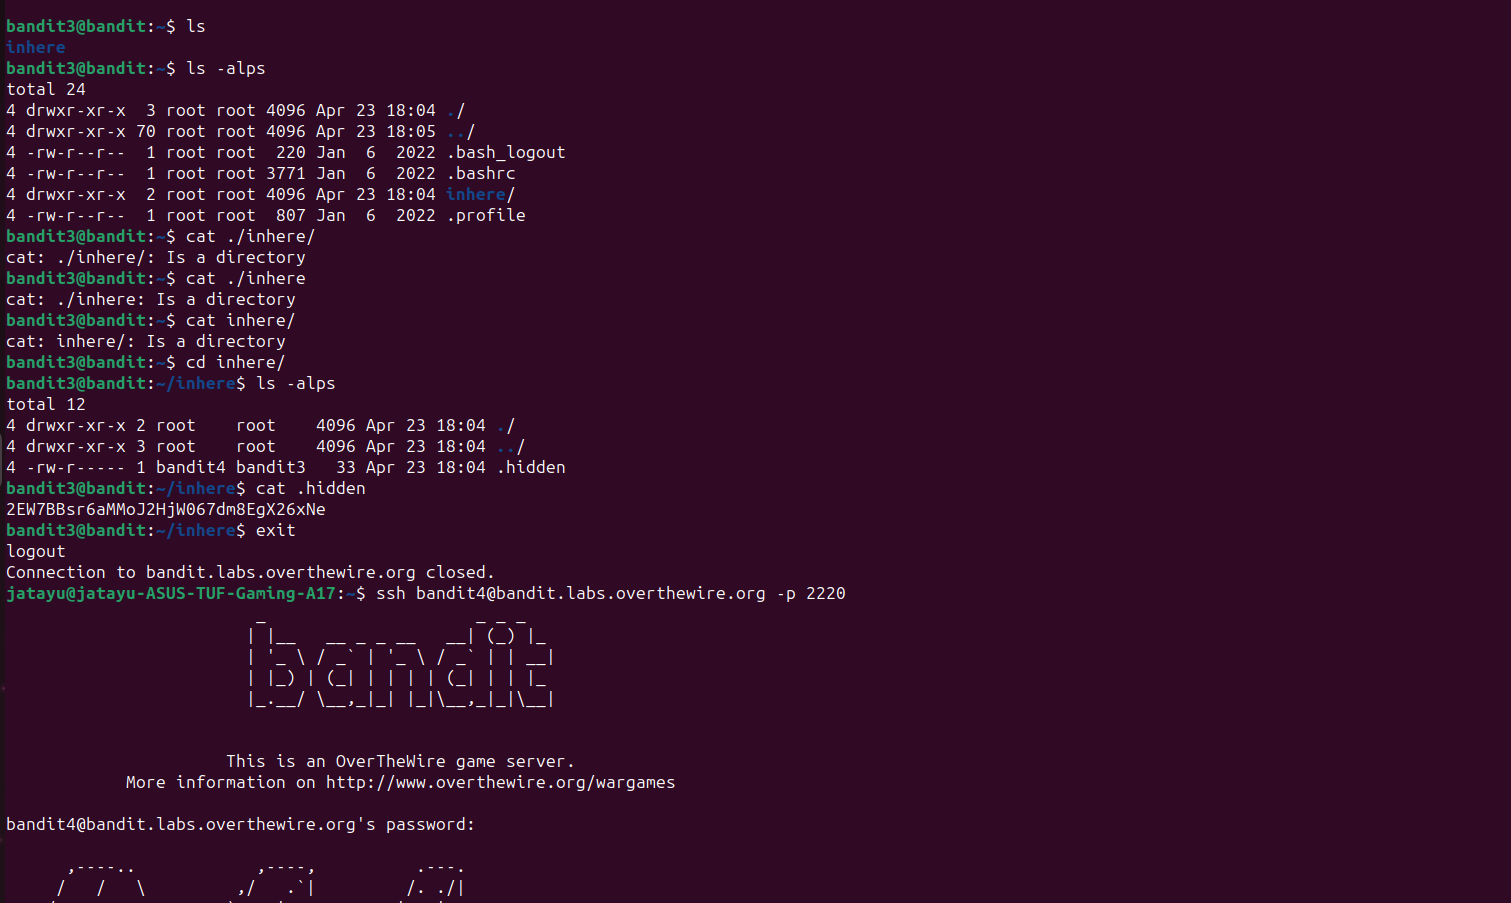 bandit3@bandit:~$ ls
inhere
bandit3@bandit:~$ ls -alps
total 24
4 drwxr-xr-x  3 root root 4096 Apr 23 18:04 ./
4 drwxr-xr-x 70 root root 4096 Apr 23 18:05 ../
4 -rw-r--r--  1 root root  220 Jan  6  2022 .bash_logout
4 -rw-r--r--  1 root root 3771 Jan  6  2022 .bashrc
4 drwxr-xr-x  2 root root 4096 Apr 23 18:04 inhere/
4 -rw-r--r--  1 root root  807 Jan  6  2022 .profile
bandit3@bandit:~$ cat ./inhere/
cat: ./inhere/: Is a directory
bandit3@bandit:~$ cat ./inhere
cat: ./inhere: Is a directory
bandit3@bandit:~$ cat inhere/
cat: inhere/: Is a directory
bandit3@bandit:~$ cd inhere/
bandit3@bandit:~/inhere$ ls -alps
total 12
4 drwxr-xr-x 2 root    root    4096 Apr 23 18:04 ./
4 drwxr-xr-x 3 root    root    4096 Apr 23 18:04 ../
4 -rw-r----- 1 bandit4 bandit3   33 Apr 23 18:04 .hidden
bandit3@bandit:~/inhere$ cat .hidden
2EW7BBsr6aMMoJ2HjW067dm8EgX26xNe
bandit3@bandit:~/inhere$ exit
logout
Connection to bandit.labs.overthewire.org closed.
jatayu@jatayu-ASUS-TUF-Gaming-A17:~$ ssh bandit4@bandit.labs.overthewire.org -p 2220
bandit
This is an OverTheWire game server.
More information on http://www.overthewire.org/wargames
bandit4@bandit.labs.overthewire.org's password: